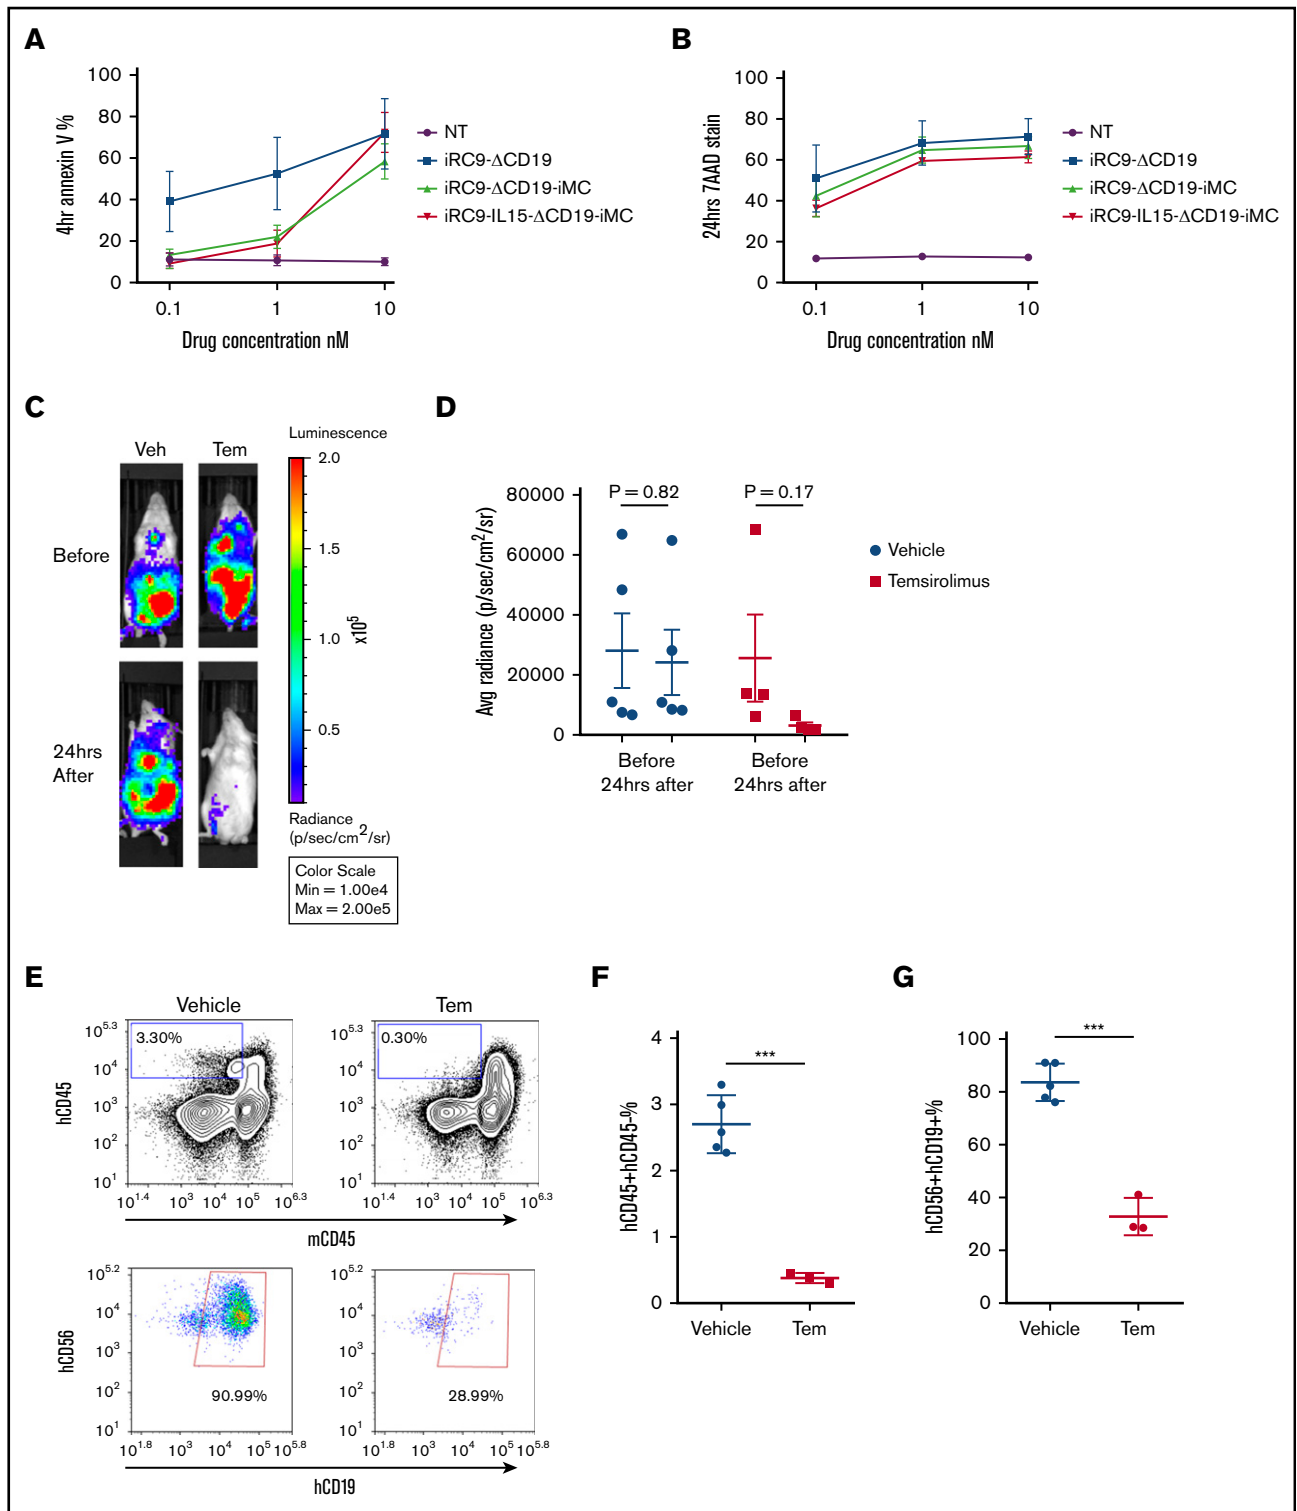 A
100
80
60
40
20
0
4hr annexin V %
0.1
1
10
Drug concentration nM
NT
iRC9-ΔCD19
iRC9-ΔCD19-iMC
iRC9-IL15-ΔCD19-iMC
B
100
80
60
40
20
0
24hrs 7AAD stain
0.1
1
10
Drug concentration nM
NT
iRC9-ΔCD19
iRC9-ΔCD19-iMC
iRC9-IL15-ΔCD19-iMC
C
Veh
Tem
Before
24hrs
After
Luminescence
2.0
1.5
1.0
0.5
x10⁵
Radiance
(p/sec/cm²/sr)
Color Scale
Min = 1.00e4
Max = 2.00e5
D
80000
60000
40000
20000
0
Avg radiance (p/sec/cm²/sr)
P = 0.82
P = 0.17
Before
24hrs after
Before
24hrs after
Vehicle
Temsirolimus
E
Vehicle
Tem
hCD45
10^5.3
10^4
10^3
10^2
10^1
3.30%
10^1.4
10^3
10^4
10^5
10^6.3
10^5.3
10^4
10^3
10^2
10^1
0.30%
10^1.4
10^3
10^4
10^5
10^6.3
mCD45
hCD56
10^5.2
10^4
10^3
10^2
10^1
90.99%
10^1.8
10^3
10^4
10^5
10^5.8
10^5.2
10^4
10^3
10^2
10^1
28.99%
10^1.8
10^3
10^4
10^5
10^5.8
hCD19
F
4
3
2
1
0
hCD45+hCD45-%
***
Vehicle
Tem
G
100
80
60
40
20
0
hCD56+hCD19+%
***
Vehicle
Tem